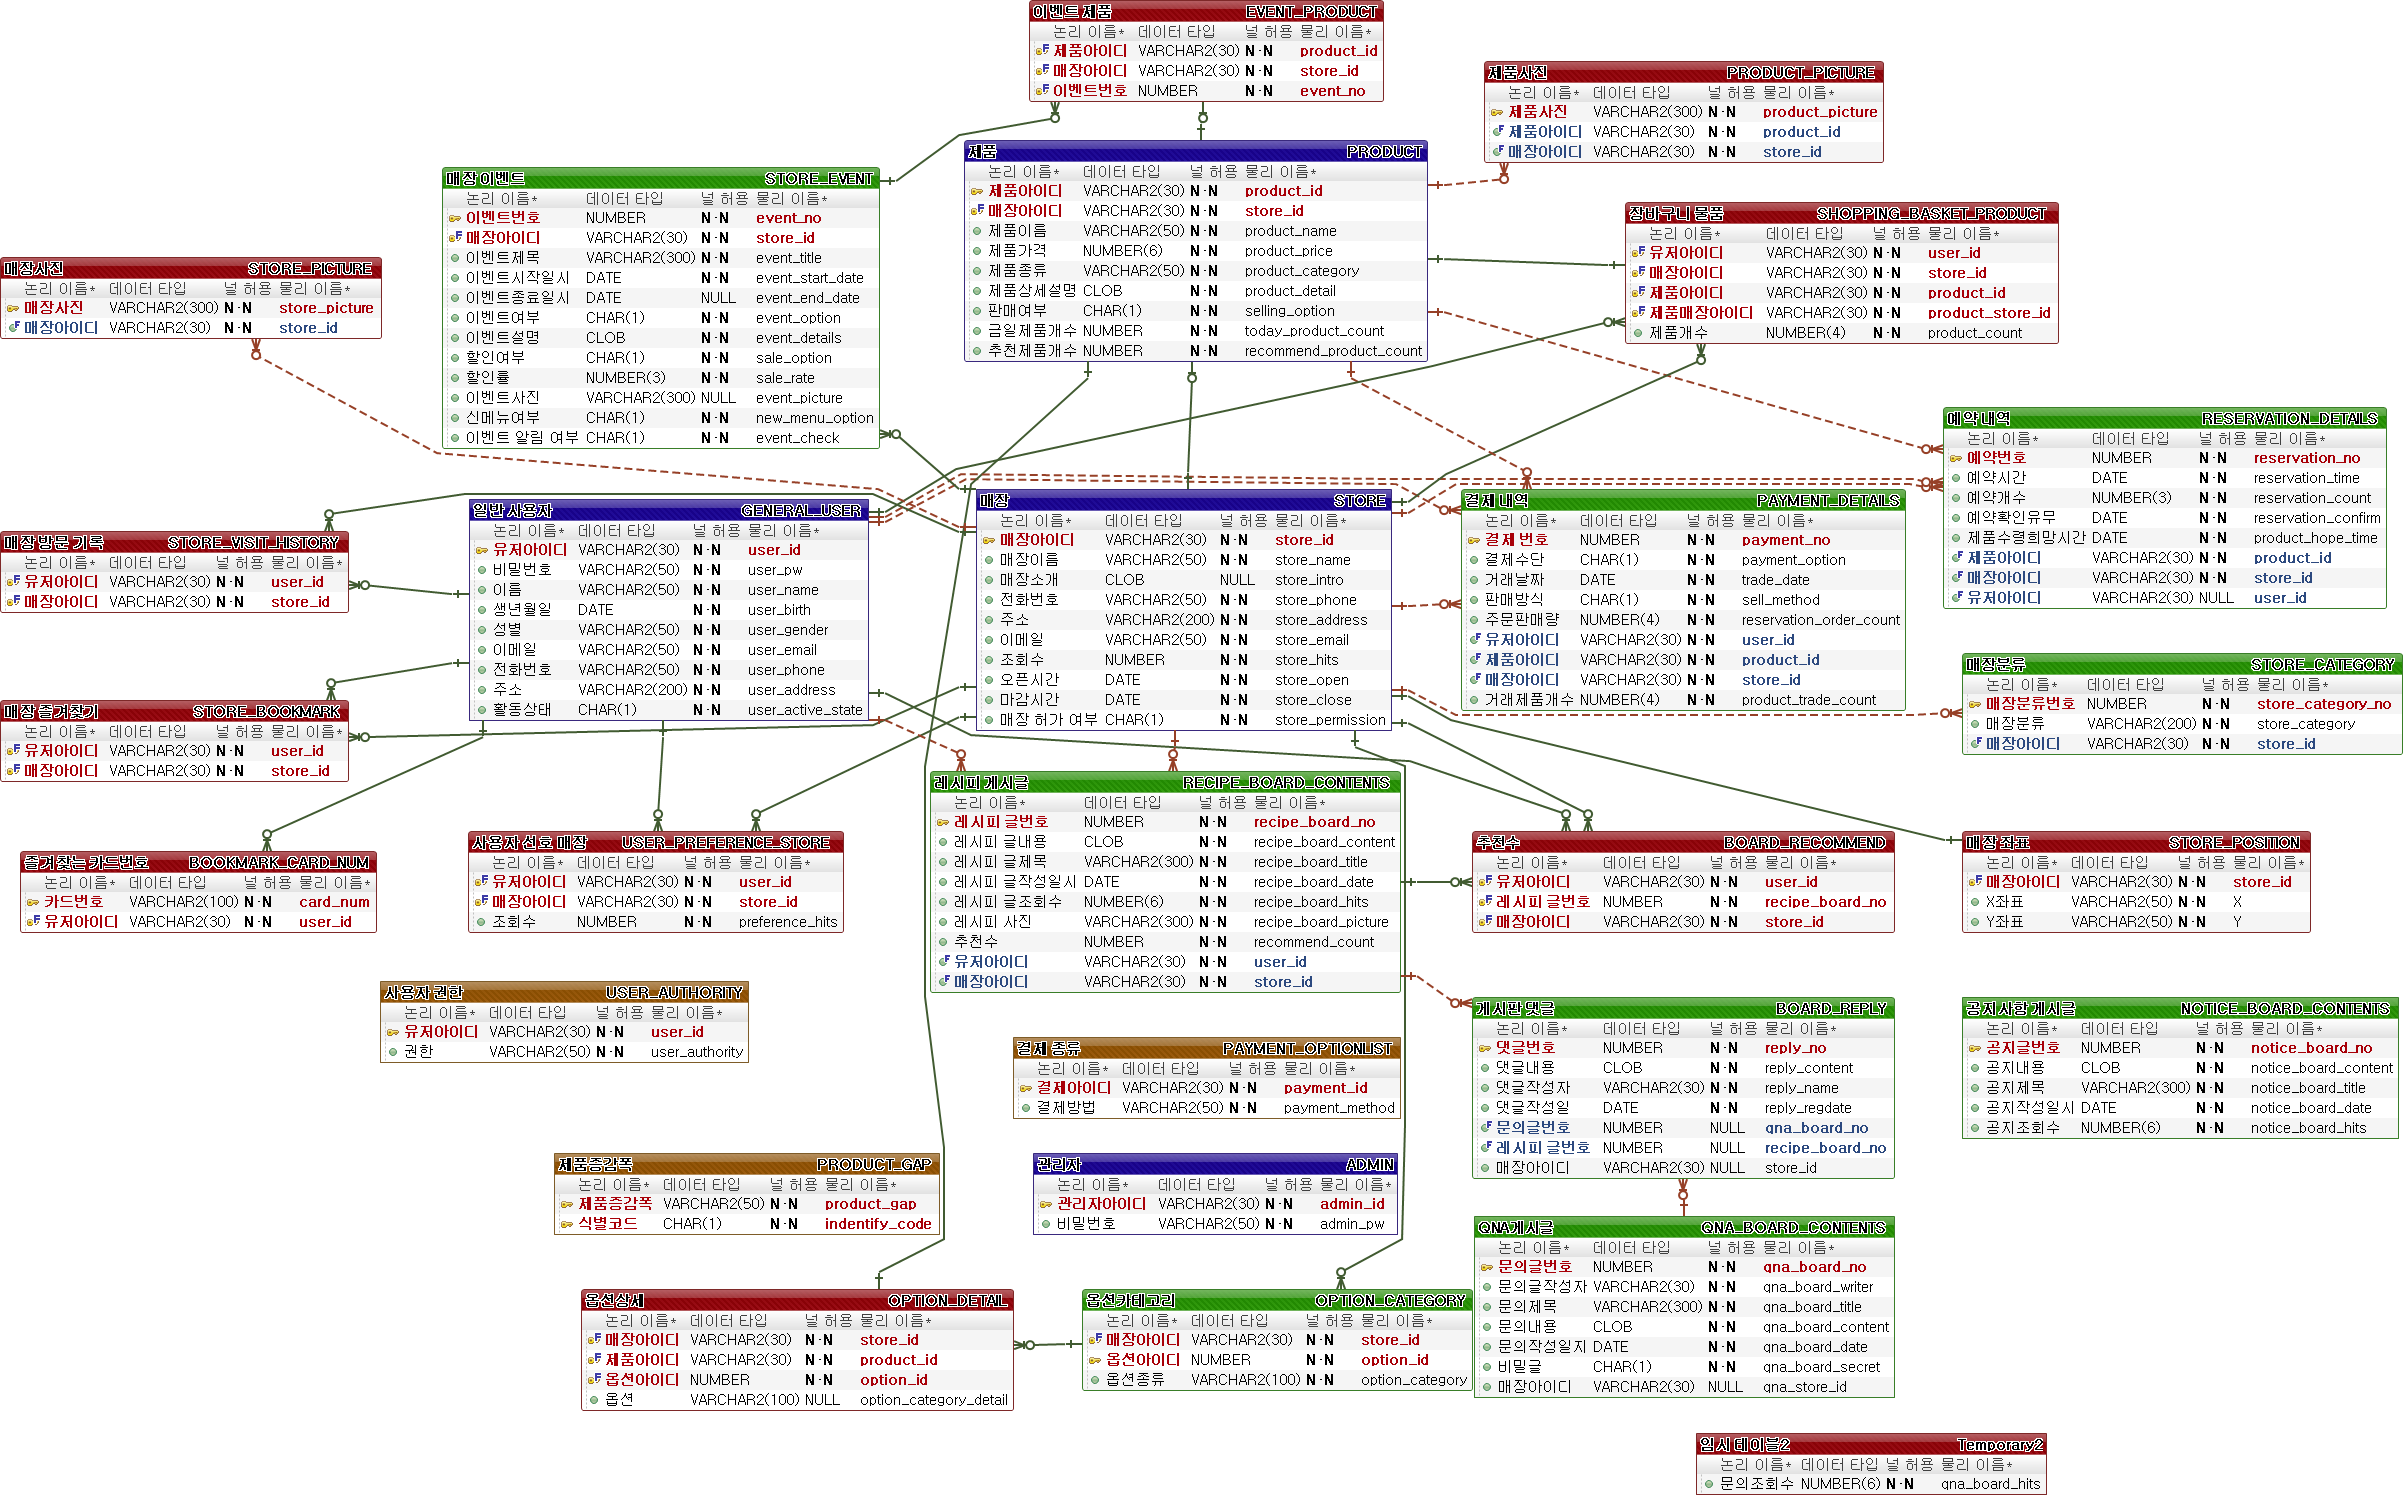 이벤트 제품 EVENT_PRODUCT
논리 이름* 데이터 타입 널 허용 물리 이름*
제품아이디 VARCHAR2(30) N·N product_id
매장아이디 VARCHAR2(30) N·N store_id
이벤트번호 NUMBER N·N event_no
제품사진 PRODUCT_PICTURE
논리 이름* 데이터 타입 널 허용 물리 이름*
제품사진 VARCHAR2(300) N·N product_picture
제품아이디 VARCHAR2(30) N·N product_id
매장아이디 VARCHAR2(30) N·N store_id
제품 PRODUCT
논리 이름* 데이터 타입 널 허용 물리 이름*
제품아이디 VARCHAR2(30) N·N product_id
매장아이디 VARCHAR2(30) N·N store_id
제품이름 VARCHAR2(50) N·N product_name
제품가격 NUMBER(6) N·N product_price
제품종류 VARCHAR2(50) N·N product_category
제품상세설명 CLOB N·N product_detail
판매여부 CHAR(1) N·N selling_option
금일제품개수 NUMBER N·N today_product_count
추천제품개수 NUMBER N·N recommend_product_count
매장 이벤트 STORE_EVENT
논리 이름* 데이터 타입 널 허용 물리 이름*
이벤트번호 NUMBER N·N event_no
매장아이디 VARCHAR2(30) N·N store_id
이벤트제목 VARCHAR2(300) N·N event_title
이벤트시작일시 DATE N·N event_start_date
이벤트종료일시 DATE NULL event_end_date
이벤트여부 CHAR(1) N·N event_option
이벤트설명 CLOB N·N event_details
할인여부 CHAR(1) N·N sale_option
할인률 NUMBER(3) N·N sale_rate
이벤트사진 VARCHAR2(300) NULL event_picture
신메뉴여부 CHAR(1) N·N new_menu_option
이벤트 알림 여부 CHAR(1) N·N event_check
장바구니 물품 SHOPPING_BASKET_PRODUCT
논리 이름* 데이터 타입 널 허용 물리 이름*
유저아이디 VARCHAR2(30) N·N user_id
매장아이디 VARCHAR2(30) N·N store_id
제품아이디 VARCHAR2(30) N·N product_id
제품매장아이디 VARCHAR2(30) N·N product_store_id
제품개수 NUMBER(4) N·N product_count
매장사진 STORE_PICTURE
논리 이름* 데이터 타입 널 허용 물리 이름*
매장사진 VARCHAR2(300) N·N store_picture
매장아이디 VARCHAR2(30) N·N store_id
예약 내역 RESERVATION_DETAILS
논리 이름* 데이터 타입 널 허용 물리 이름*
예약번호 NUMBER N·N reservation_no
예약시간 DATE N·N reservation_time
예약개수 NUMBER(3) N·N reservation_count
예약확인유무 DATE N·N reservation_confirm
제품수령희망시간 DATE N·N product_hope_time
제품아이디 VARCHAR2(30) N·N product_id
매장아이디 VARCHAR2(30) N·N store_id
유저아이디 VARCHAR2(30) NULL user_id
일반 사용자 GENERAL_USER
논리 이름* 데이터 타입 널 허용 물리 이름*
유저아이디 VARCHAR2(30) N·N user_id
비밀번호 VARCHAR2(50) N·N user_pw
이름 VARCHAR2(50) N·N user_name
생년월일 DATE N·N user_birth
성별 VARCHAR2(50) N·N user_gender
이메일 VARCHAR2(50) N·N user_email
전화번호 VARCHAR2(50) N·N user_phone
주소 VARCHAR2(200) N·N user_address
활동상태 CHAR(1) N·N user_active_state
매장 STORE
논리 이름* 데이터 타입 널 허용 물리 이름*
매장아이디 VARCHAR2(30) N·N store_id
매장이름 VARCHAR2(50) N·N store_name
매장소개 CLOB NULL store_intro
전화번호 VARCHAR2(50) N·N store_phone
주소 VARCHAR2(200) N·N store_address
이메일 VARCHAR2(50) N·N store_email
조회수 NUMBER N·N store_hits
오픈시간 DATE N·N store_open
마감시간 DATE N·N store_close
매장 허가 여부 CHAR(1) N·N store_permission
결제 내역 PAYMENT_DETAILS
논리 이름* 데이터 타입 널 허용 물리 이름*
결제 번호 NUMBER N·N payment_no
결제수단 CHAR(1) N·N payment_option
거래날짜 DATE N·N trade_date
판매방식 CHAR(1) N·N sell_method
주문판매량 NUMBER(4) N·N reservation_order_count
유저아이디 VARCHAR2(30) N·N user_id
제품아이디 VARCHAR2(30) N·N product_id
매장아이디 VARCHAR2(30) N·N store_id
거래제품개수 NUMBER(4) N·N product_trade_count
매장 방문 기록 STORE_VISIT_HISTORY
논리 이름* 데이터 타입 널 허용 물리 이름*
유저아이디 VARCHAR2(30) N·N user_id
매장아이디 VARCHAR2(30) N·N store_id
매장분류 STORE_CATEGORY
논리 이름* 데이터 타입 널 허용 물리 이름*
매장분류번호 NUMBER N·N store_category_no
매장분류 VARCHAR2(200) N·N store_category
매장아이디 VARCHAR2(30) N·N store_id
매장 즐겨찾기 STORE_BOOKMARK
논리 이름* 데이터 타입 널 허용 물리 이름*
유저아이디 VARCHAR2(30) N·N user_id
매장아이디 VARCHAR2(30) N·N store_id
레시피 게시글 RECIPE_BOARD_CONTENTS
논리 이름* 데이터 타입 널 허용 물리 이름*
레시피 글번호 NUMBER N·N recipe_board_no
레시피 글내용 CLOB N·N recipe_board_content
레시피 글제목 VARCHAR2(300) N·N recipe_board_title
레시피 글작성일시 DATE N·N recipe_board_date
레시피 글조회수 NUMBER(6) N·N recipe_board_hits
레시피 사진 VARCHAR2(300) N·N recipe_board_picture
추천수 NUMBER N·N recommend_count
유저아이디 VARCHAR2(30) N·N user_id
매장아이디 VARCHAR2(30) N·N store_id
즐겨찾는 카드번호 BOOKMARK_CARD_NUM
논리 이름* 데이터 타입 널 허용 물리 이름*
카드번호 VARCHAR2(100) N·N card_num
유저아이디 VARCHAR2(30) N·N user_id
사용자 선호 매장 USER_PREFERENCE_STORE
논리 이름* 데이터 타입 널 허용 물리 이름*
유저아이디 VARCHAR2(30) N·N user_id
매장아이디 VARCHAR2(30) N·N store_id
조회수 NUMBER N·N preference_hits
추천수 BOARD_RECOMMEND
논리 이름* 데이터 타입 널 허용 물리 이름*
유저아이디 VARCHAR2(30) N·N user_id
레시피 글번호 NUMBER N·N recipe_board_no
매장아이디 VARCHAR2(30) N·N store_id
매장 좌표 STORE_POSITION
논리 이름* 데이터 타입 널 허용 물리 이름*
매장아이디 VARCHAR2(30) N·N store_id
X좌표 VARCHAR2(50) N·N X
Y좌표 VARCHAR2(50) N·N Y
사용자 권한 USER_AUTHORITY
논리 이름* 데이터 타입 널 허용 물리 이름*
유저아이디 VARCHAR2(30) N·N user_id
권한 VARCHAR2(50) N·N user_authority
결제 종류 PAYMENT_OPTIONLIST
논리 이름* 데이터 타입 널 허용 물리 이름*
결제아이디 VARCHAR2(30) N·N payment_id
결제방법 VARCHAR2(50) N·N payment_method
게시판 댓글 BOARD_REPLY
논리 이름* 데이터 타입 널 허용 물리 이름*
댓글번호 NUMBER N·N reply_no
댓글내용 CLOB N·N reply_content
댓글작성자 VARCHAR2(30) N·N reply_name
댓글작성일 DATE N·N reply_regdate
문의글번호 NUMBER NULL qna_board_no
레시피 글번호 NUMBER NULL recipe_board_no
매장아이디 VARCHAR2(30) NULL store_id
공지사항 게시글 NOTICE_BOARD_CONTENTS
논리 이름* 데이터 타입 널 허용 물리 이름*
공지글번호 NUMBER N·N notice_board_no
공지내용 CLOB N·N notice_board_content
공지제목 VARCHAR2(300) N·N notice_board_title
공지작성일시 DATE N·N notice_board_date
공지조회수 NUMBER(6) N·N notice_board_hits
제품증감폭 PRODUCT_GAP
논리 이름* 데이터 타입 널 허용 물리 이름*
제품증감폭 VARCHAR2(50) N·N product_gap
식별코드 CHAR(1) N·N indentify_code
관리자 ADMIN
논리 이름* 데이터 타입 널 허용 물리 이름*
관리자아이디 VARCHAR2(30) N·N admin_id
비밀번호 VARCHAR2(50) N·N admin_pw
QNA게시글 QNA_BOARD_CONTENTS
논리 이름* 데이터 타입 널 허용 물리 이름*
문의글번호 NUMBER N·N qna_board_no
문의글작성자 VARCHAR2(30) N·N qna_board_writer
문의제목 VARCHAR2(300) N·N qna_board_title
문의내용 CLOB N·N qna_board_content
문의작성일지 DATE N·N qna_board_date
비밀글 CHAR(1) N·N qna_board_secret
매장아이디 VARCHAR2(30) NULL qna_store_id
옵션상세 OPTION_DETAIL
논리 이름* 데이터 타입 널 허용 물리 이름*
매장아이디 VARCHAR2(30) N·N store_id
제품아이디 VARCHAR2(30) N·N product_id
옵션아이디 NUMBER N·N option_id
옵션 VARCHAR2(100) NULL option_category_detail
옵션카테고리 OPTION_CATEGORY
논리 이름* 데이터 타입 널 허용 물리 이름*
매장아이디 VARCHAR2(30) N·N store_id
옵션아이디 NUMBER N·N option_id
옵션종류 VARCHAR2(100) N·N option_category
임시 테이블2 Temporary2
논리 이름* 데이터 타입 널 허용 물리 이름*
문의조회수 NUMBER(6) N·N qna_board_hits